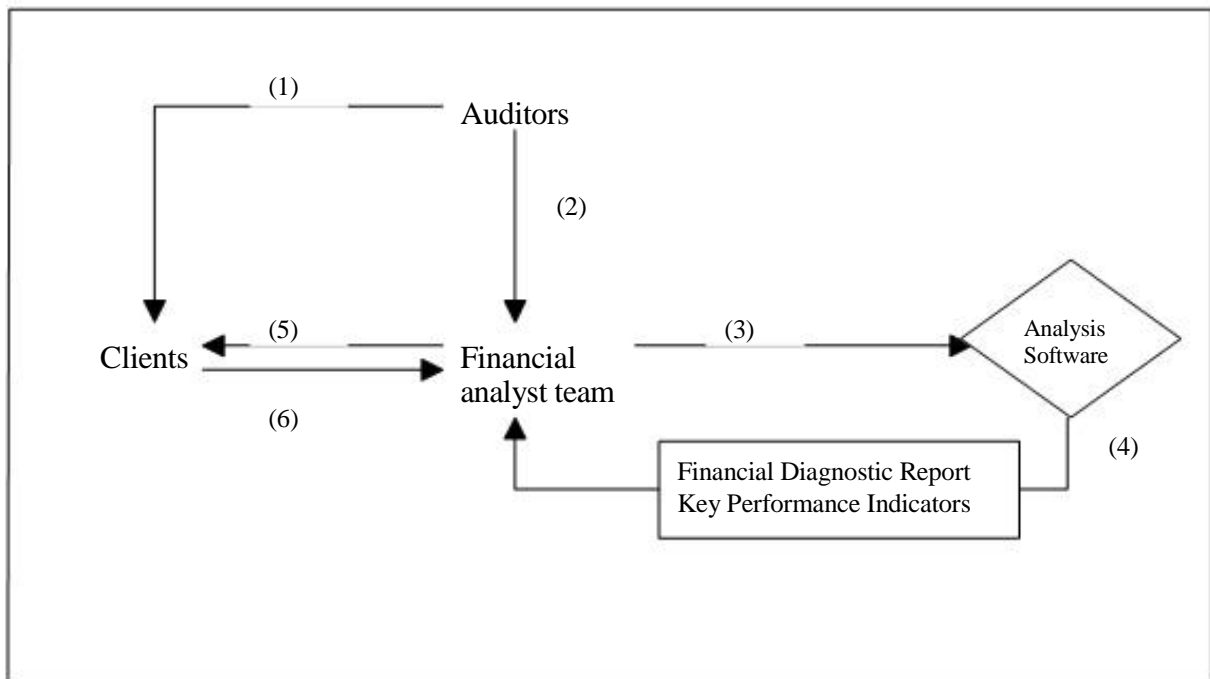 (1)
Auditors
(2)
(5)
(3)
Analysis
Software
Clients
Financial
analyst team
(6)
(4)
Financial Diagnostic Report
Key Performance Indicators